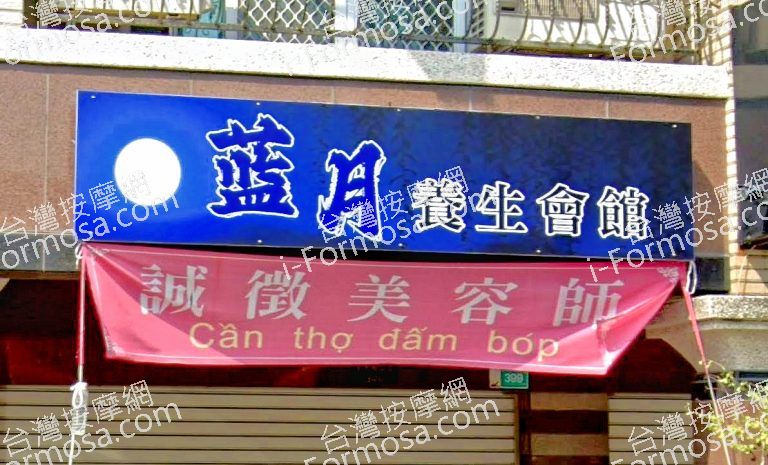 藍月養生會館
誠徵美容師
Cần thợ đấm bóp
399
台灣按摩網
i-Formosa.com